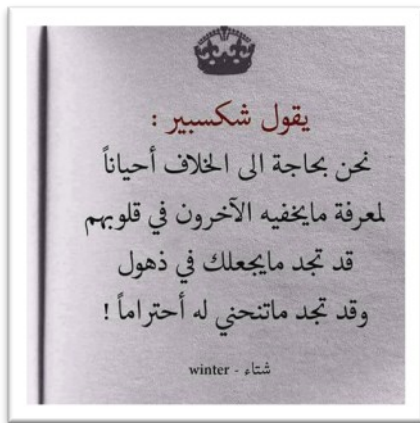 يقول شكسبير :
نحن بحاجة الى الخلاف أحياناً
لمعرفة مايخفيه الآخرون في قلوبهم
قد تجد مايجعلك في ذهول
وقد تجد ماتنحني له أحتراماً !
شتاء - winter